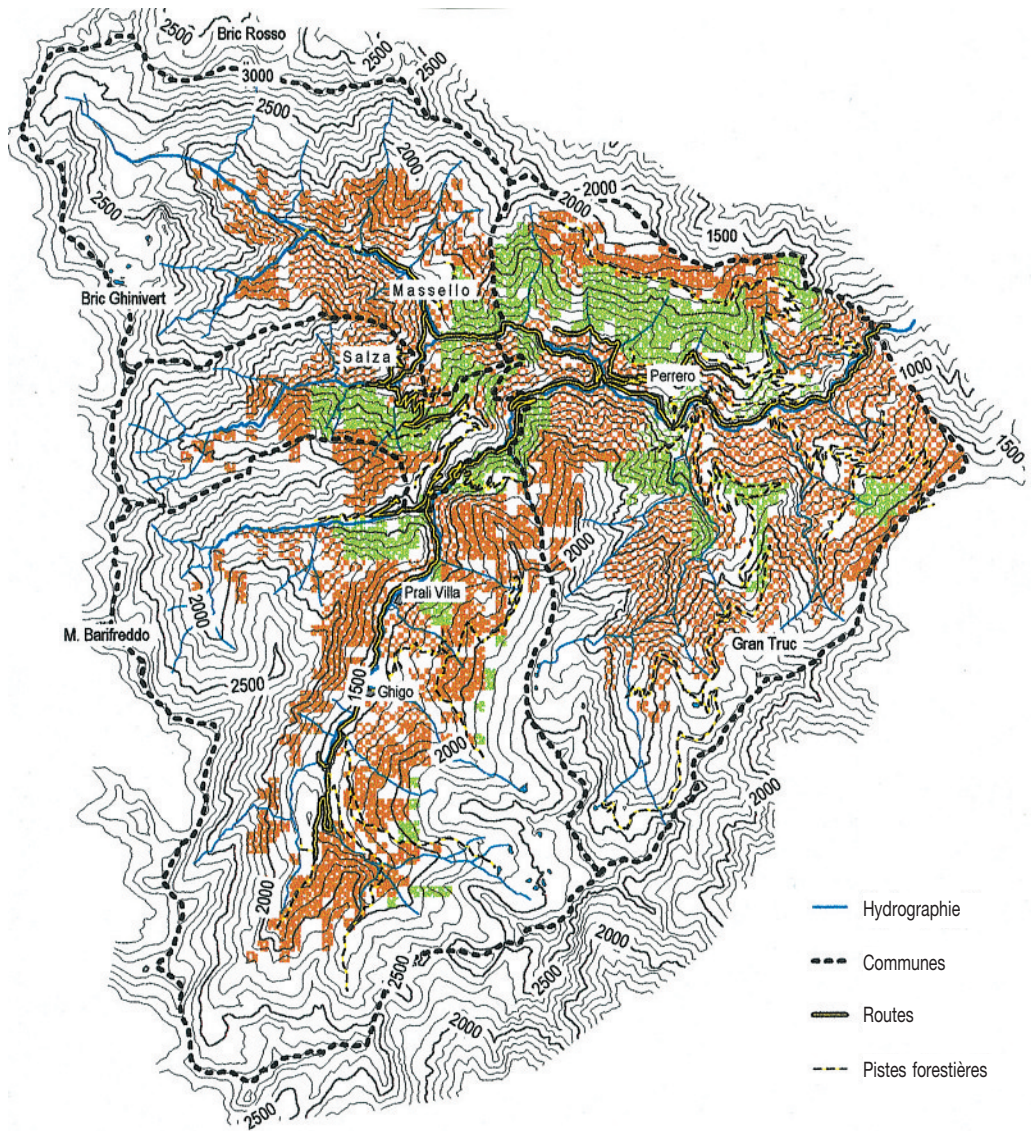 2500
Bric Rosso
2500
2500
2500
3000
2500
2000
2000
2000
2500
1500
Bric Ghinivert
Massello
Salza
Perrero
1000
1500
2000
Prali Villa
2000
M. Barifreddo
Gran Truc
2500
1500
Ghigo
2000
2000
2000
2000
2500
2500
2000
2500
Hydrographie
Communes
Routes
Pistes forestières